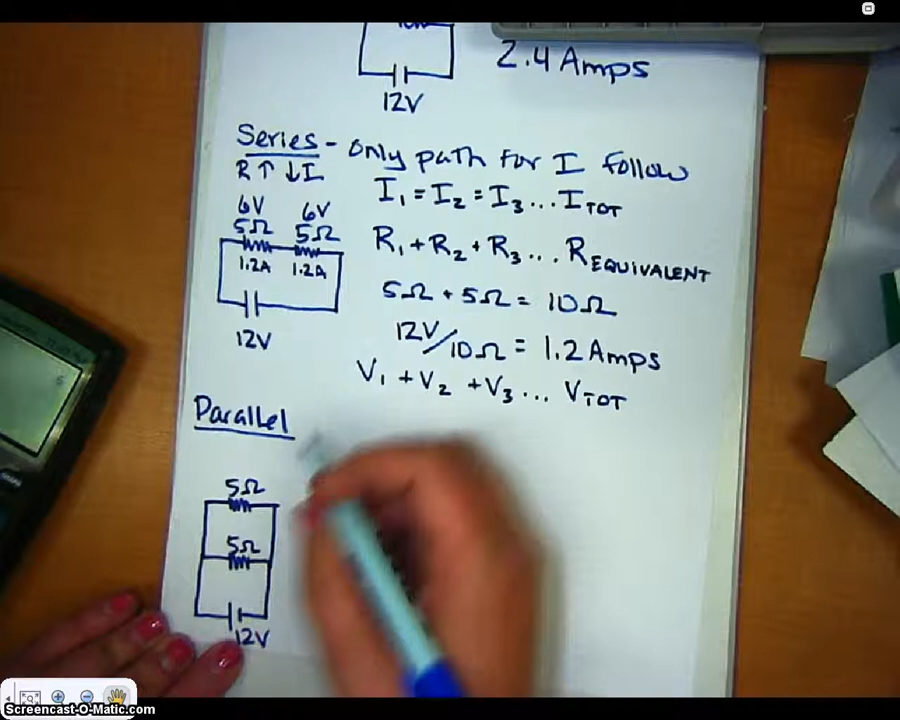 2.4 Amps
12V
Series - only path for I follow
R↑ ↓I
I₁ = I₂ = I₃ ... I_TOT
6V 6V
5Ω 5Ω
1.2A 1.2A
12V
R₁ + R₂ + R₃ ... R_EQUIVALENT
5Ω + 5Ω = 10Ω
12V/10Ω = 1.2 Amps
V₁ + V₂ + V₃ ... V_TOT
Parallel
5Ω
5Ω
12V
Screencast-O-Matic.com